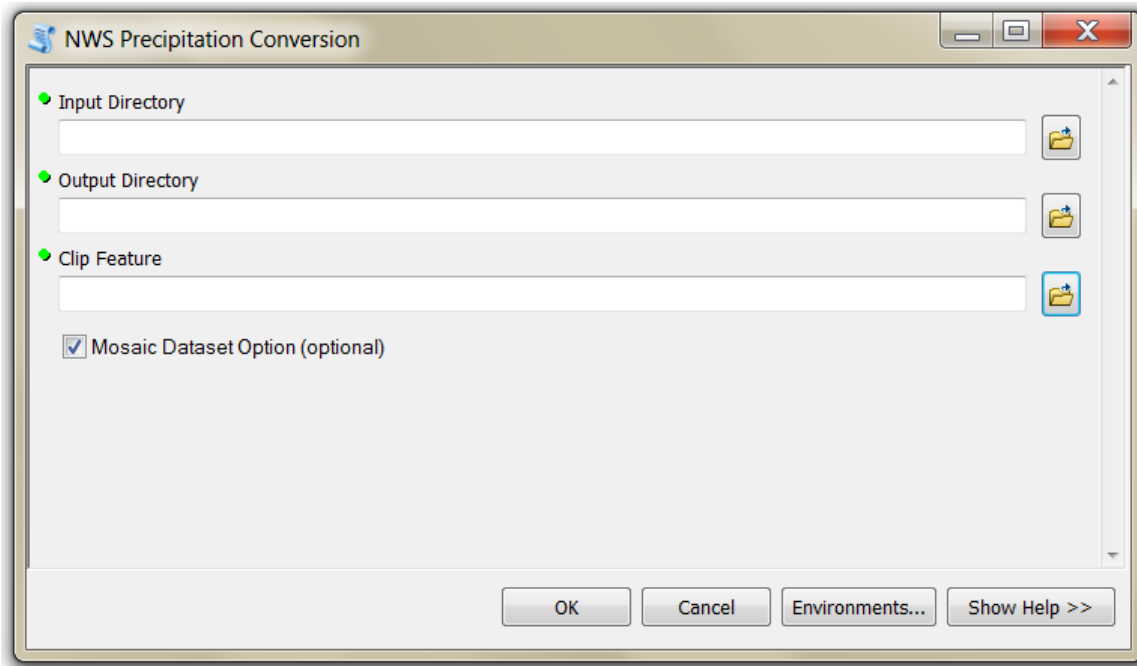 NWS Precipitation Conversion
Input Directory
Output Directory
Clip Feature
Mosaic Dataset Option (optional)
OK Cancel Environments... Show Help >>